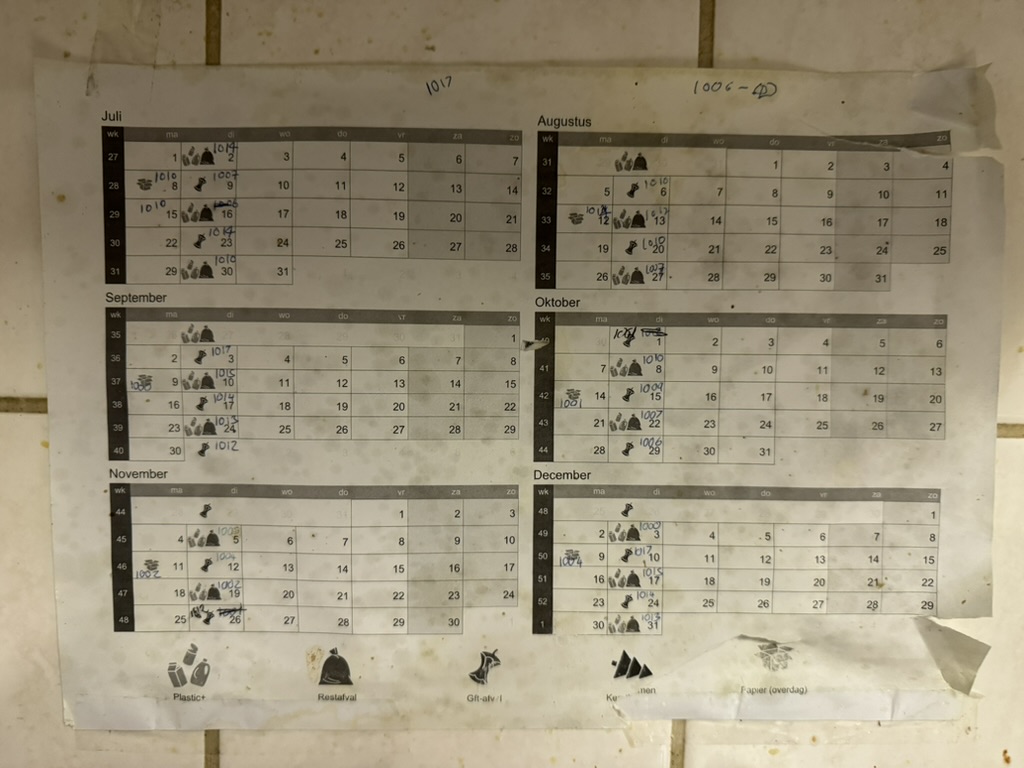 1017 1006-
Juli
wk ma di wo do vr za zo
27 1 2 1014 3 4 5 6 7
28 1010 8 1007 9 10 11 12 13 14
29 1010 15 16 17 18 19 20 21
30 22 1014 23 24 25 26 27 28
31 29 1010 30 31
Augustus
wk ma di wo do vr za zo
31 1 2 3 4
32 5 1010 6 7 8 9 10 11
33 12 13 14 15 16 17 18
34 19 1010 20 21 22 23 24 25
35 26 1007 27 28 29 30 31
September
wk ma di wo do vr za zo
35 1
36 2 1017 3 4 5 6 7 8
37 1000 9 1015 10 11 12 13 14 15
38 16 1014 17 18 19 20 21 22
39 23 1013 24 25 26 27 28 29
40 30 1012
Oktober
wk ma di wo do vr za zo
1 2 3 4 5 6
41 7 1010 8 9 10 11 12 13
42 1001 14 1009 15 16 17 18 19 20
43 21 1007 22 23 24 25 26 27
44 28 1006 29 30 31
November
wk ma di wo do vr za zo
44 1 2 3
45 4 5 6 7 8 9 10
46 1002 11 1004 12 13 14 15 16 17
47 18 1002 19 20 21 22 23 24
48 25 26 27 28 29 30
December
wk ma di wo do vr za zo
48 1
49 2 1000 3 4 5 6 7 8
50 1004 9 1017 10 11 12 13 14 15
51 16 1015 17 18 19 20 21 22
52 23 1014 24 25 26 27 28 29
1 30 1013 31
Plastic+ Restafval Papier (overdag)